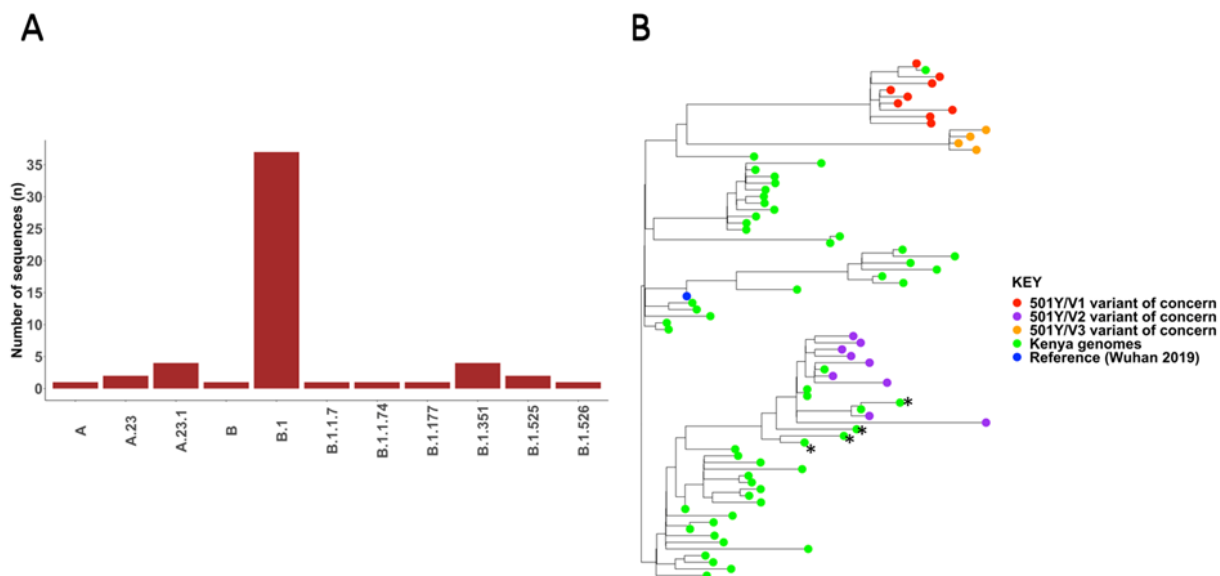 A
Number of sequences (n)
35
30
25
20
15
10
5
0
A
A.23
A.23.1
B
B.1
B.1.1.7
B.1.1.74
B.1.177
B.1.351
B.1.525
B.1.526
B
*
*
*
*
KEY
501Y/V1 variant of concern
501Y/V2 variant of concern
501Y/V3 variant of concern
Kenya genomes
Reference (Wuhan 2019)